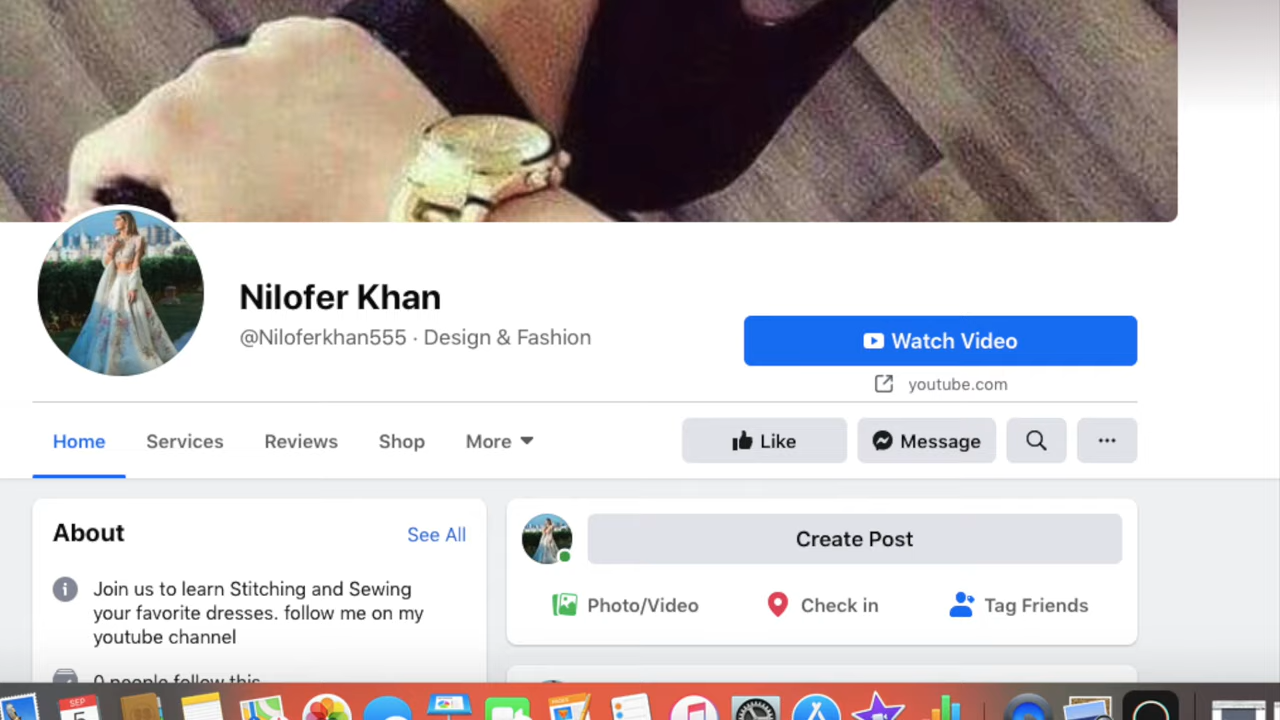 Nilofer Khan
@Niloferkhan555 · Design & Fashion
Watch Video
youtube.com
Home Services Reviews Shop More Like Message
About See All
Join us to learn Stitching and Sewing
your favorite dresses. follow me on my
youtube channel
0 people follow this
Create Post
Photo/Video Check in Tag Friends
SEP
5